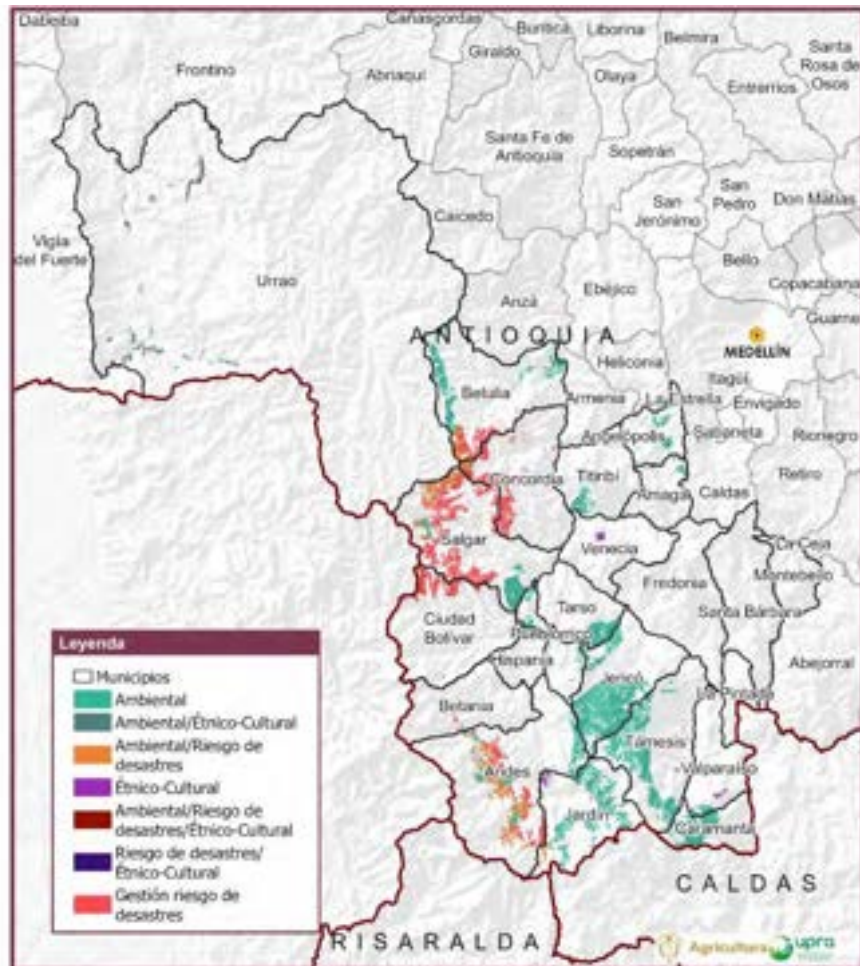 Dabeiba
Cañasgordas
Buriticá
Liborina
Belmira
Santa
Rosa de
Osos
Frontino
Abriaquí
Giraldo
Olaya
Entrerrios
Santa Fe de
Antioquia
Sopetrán
San
Jerónimo
San
Pedro
Don Matías
Caicedo
Vigía
del Fuerte
Urrao
Bello
Copacabana
Anzá
Ebéjico
Guarne
ANTIOQUIA
MEDELLÍN
Heliconia
Itagüí
Betulia
Armenia
La Estrella
Envigado
Angelópolis
Sabaneta
Rionegro
Concordia
Titiribí
Amagá
Caldas
Retiro
Salgar
Venecia
La Ceja
Fredonia
Montebello
Tarso
Santa Bárbara
Ciudad
Bolívar
Pueblorrico
Hispania
Jericó
Abejorral
La Pintada
Betania
Támesis
Andes
Valparaíso
Jardín
Caramanta
CALDAS
RISARALDA
Leyenda
Municipios
Ambiental
Ambiental/Étnico-Cultural
Ambiental/Riesgo de
desastres
Étnico-Cultural
Ambiental/Riesgo de
desastres/Étnico-Cultural
Riesgo de desastres/
Étnico-Cultural
Gestión riesgo de
desastres
Agricultura
upra